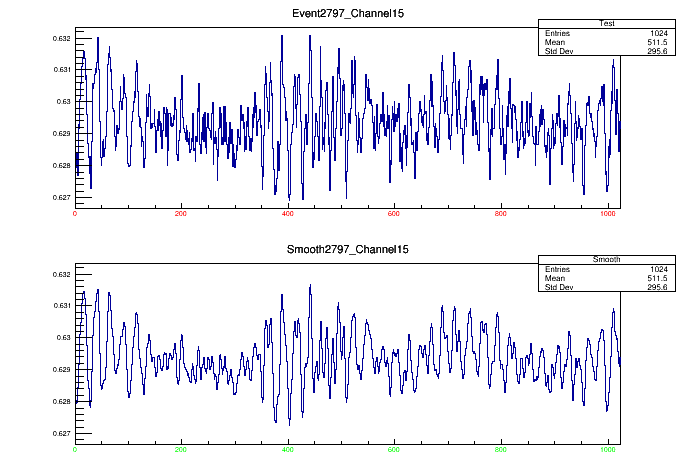 Event2797_Channel15
Test
Entries 1024
Mean 511.5
Std Dev 295.6
0.632
0.631
0.63
0.629
0.628
0.627
0 200 400 600 800 1000
Smooth2797_Channel15
Smooth
Entries 1024
Mean 511.5
Std Dev 295.6
0.632
0.631
0.63
0.629
0.628
0.627
0 200 400 600 800 1000